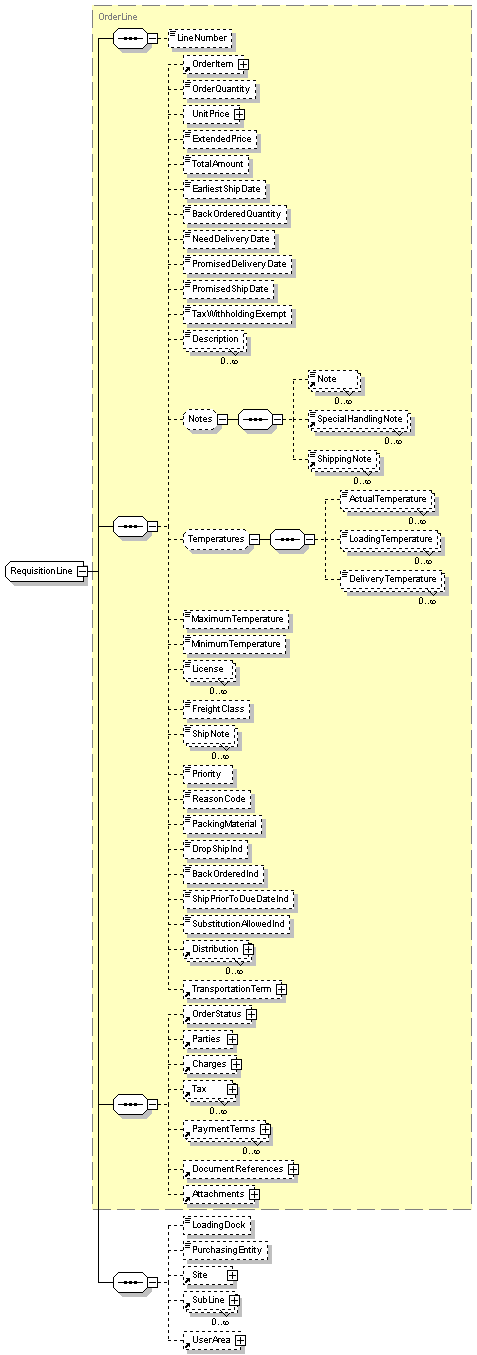 OrderLine
LineNumber
OrderItem
OrderQuantity
UnitPrice
ExtendedPrice
TotalAmount
EarliestShipDate
BackOrderedQuantity
NeedDeliveryDate
PromisedDeliveryDate
PromisedShipDate
TaxWithholdingExempt
Description
0..∞
Notes
Note
0..∞
SpecialHandlingNote
0..∞
ShippingNote
0..∞
Temperatures
ActualTemperature
0..∞
LoadingTemperature
0..∞
DeliveryTemperature
0..∞
RequisitionLine
MaximumTemperature
MinimumTemperature
License
0..∞
FreightClass
ShipNote
0..∞
Priority
ReasonCode
PackingMaterial
DropShipInd
BackOrderedInd
ShipPriorToDueDateInd
SubstitutionAllowedInd
Distribution
0..∞
TransportationTerm
OrderStatus
Parties
Charges
Tax
0..∞
PaymentTerms
0..∞
DocumentReferences
Attachments
LoadingDock
PurchasingEntity
Site
SubLine
0..∞
UserArea